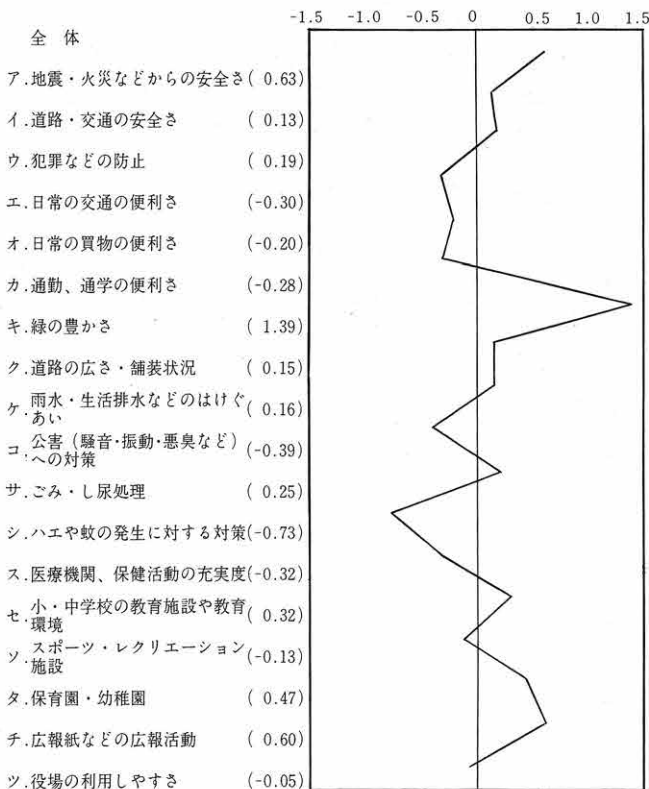 -1.5 -1.0 -0.5 0 0.5 1.0 1.5
全体
ア.地震・火災などからの安全さ( 0.63)
イ.道路・交通の安全さ ( 0.13)
ウ.犯罪などの防止 ( 0.19)
エ.日常の交通の便利さ (-0.30)
オ.日常の買物の便利さ (-0.20)
カ.通勤、通学の便利さ (-0.28)
キ.緑の豊かさ ( 1.39)
ク.道路の広さ・舗装状況 ( 0.15)
ケ.雨水・生活排水などのはけぐ
あい ( 0.16)
コ.公害(騒音・振動・悪臭など)
への対策 (-0.39)
サ.ごみ・し尿処理 ( 0.25)
シ.ハエや蚊の発生に対する対策(-0.73)
ス.医療機関、保健活動の充実度(-0.32)
セ.小・中学校の教育施設や教育
環境 ( 0.32)
ソ.スポーツ・レクリエーション
施設 (-0.13)
タ.保育園・幼稚園 ( 0.47)
チ.広報紙などの広報活動 ( 0.60)
ツ.役場の利用しやすさ (-0.05)